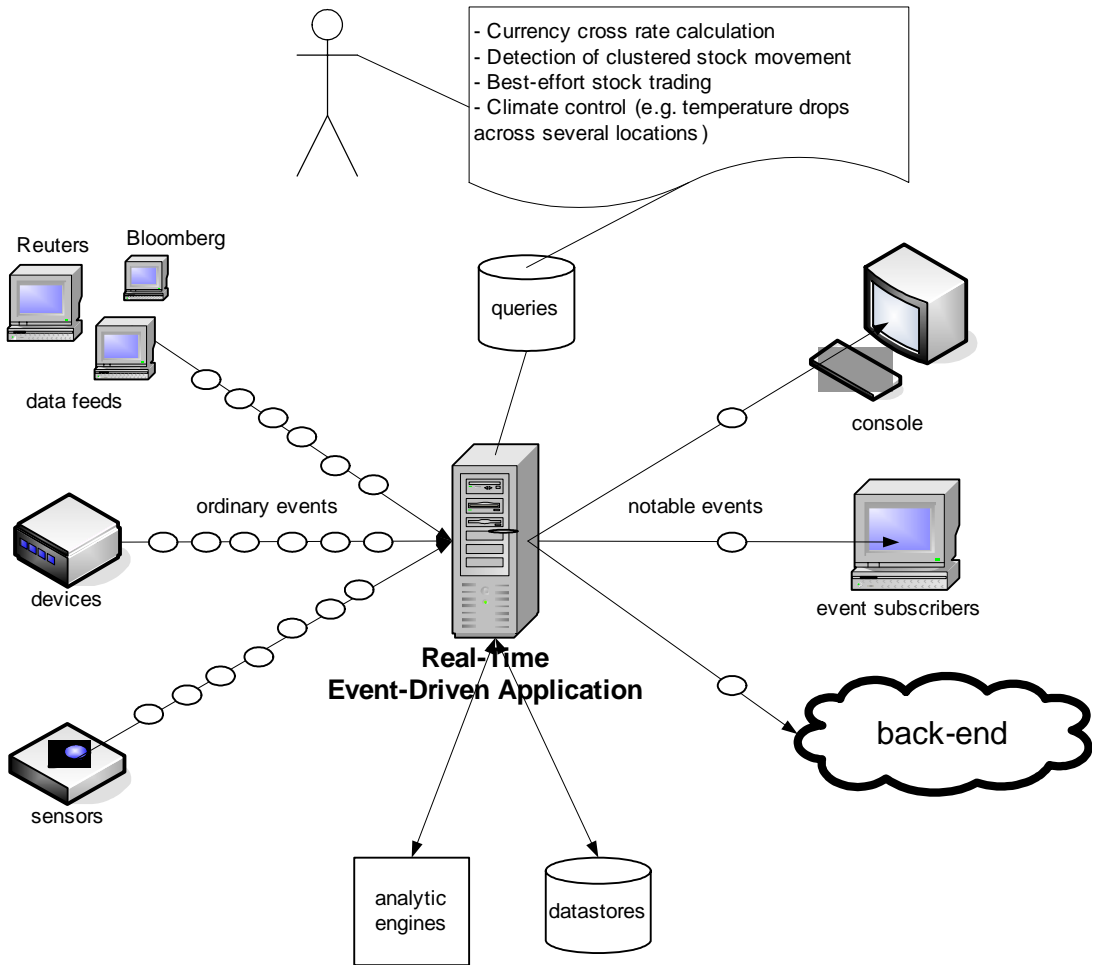 - Currency cross rate calculation
- Detection of clustered stock movement
- Best-effort stock trading
- Climate control (e.g. temperature drops
across several locations)
Reuters
Bloomberg
data feeds
queries
console
ordinary events
notable events
devices
event subscribers
Real-Time
Event-Driven Application
back-end
sensors
analytic
engines
datastores